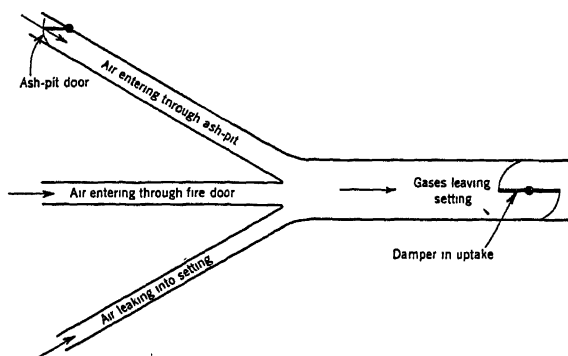 Ash-pit door
Air entering through ash-pit
Air entering through fire door
Gases leaving
setting
Air leaking into setting
Damper in uptake